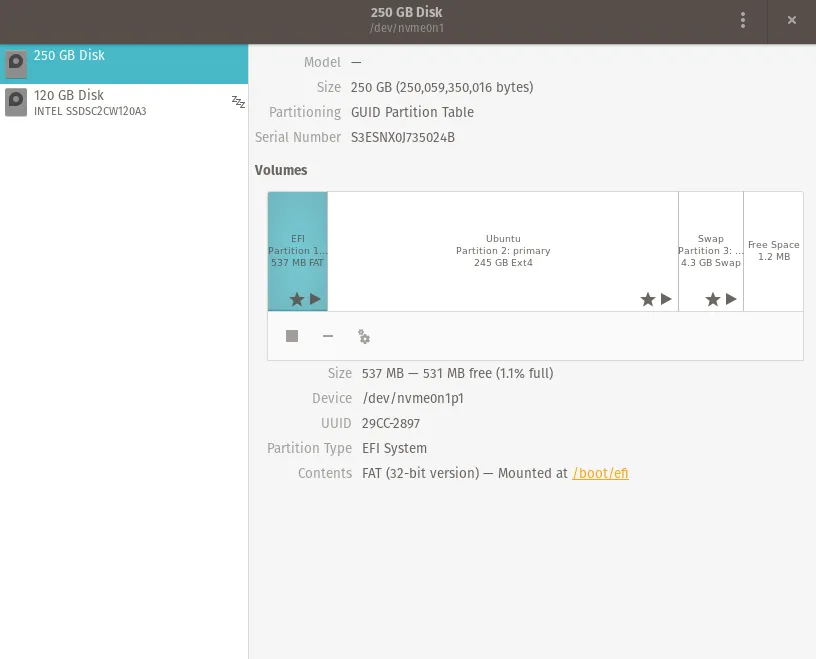 250 GB Disk
/dev/nvme0n1
250 GB Disk
120 GB Disk
INTEL SSDSC2CW120A3
Model —
Size 250 GB (250,059,350,016 bytes)
Partitioning GUID Partition Table
Serial Number S3ESNX0J735024B
Volumes
EFI
Partition 1…
537 MB FAT
Ubuntu
Partition 2: primary
245 GB Ext4
Swap
Partition 3: …
4.3 GB Swap
Free Space
1.2 MB
Size 537 MB — 531 MB free (1.1% full)
Device /dev/nvme0n1p1
UUID 29CC-2897
Partition Type EFI System
Contents FAT (32-bit version) — Mounted at /boot/efi